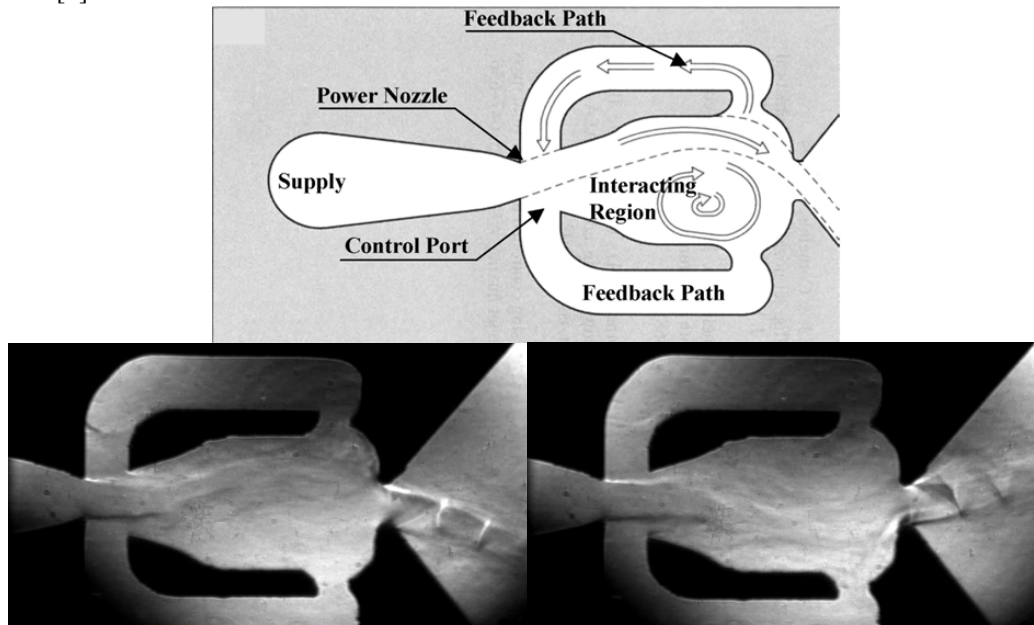 Feedback Path
Power Nozzle
Supply
Interacting
Region
Control Port
Feedback Path